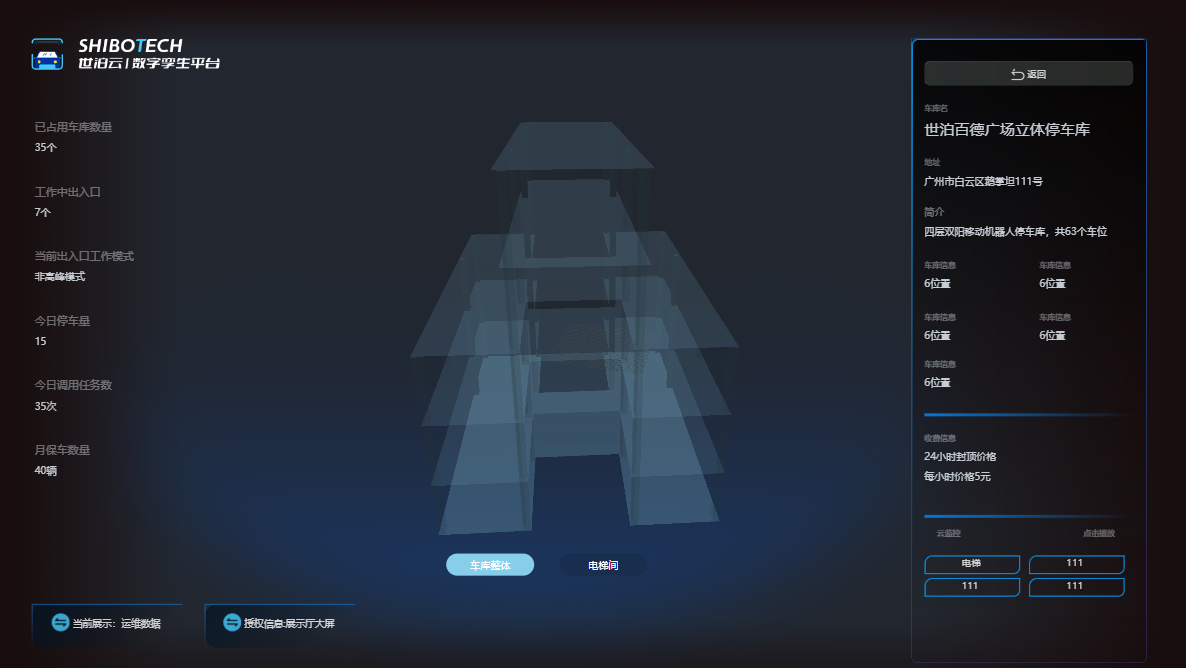 SHIBOTECH
世泊云|数字孪生平台
已占用车库数量
35个
工作中出入口
7个
当前出入口工作模式
非高峰模式
今日停车量
15
今日调用任务数
35次
月保车数量
40辆
车库整体
电梯间
当前展示：运维数据
授权信息:展示厅大屏
返回
车库名
世泊百德广场立体停车库
地址
广州市白云区鹅掌坦111号
简介
四层双阳移动机器人停车库，共63个车位
车库信息 车库信息
6位置 6位置
车库信息 车库信息
6位置 6位置
车库信息
6位置
收费信息
24小时封顶价格
每小时价格5元
云监控 点击播放
电梯 111
111 111